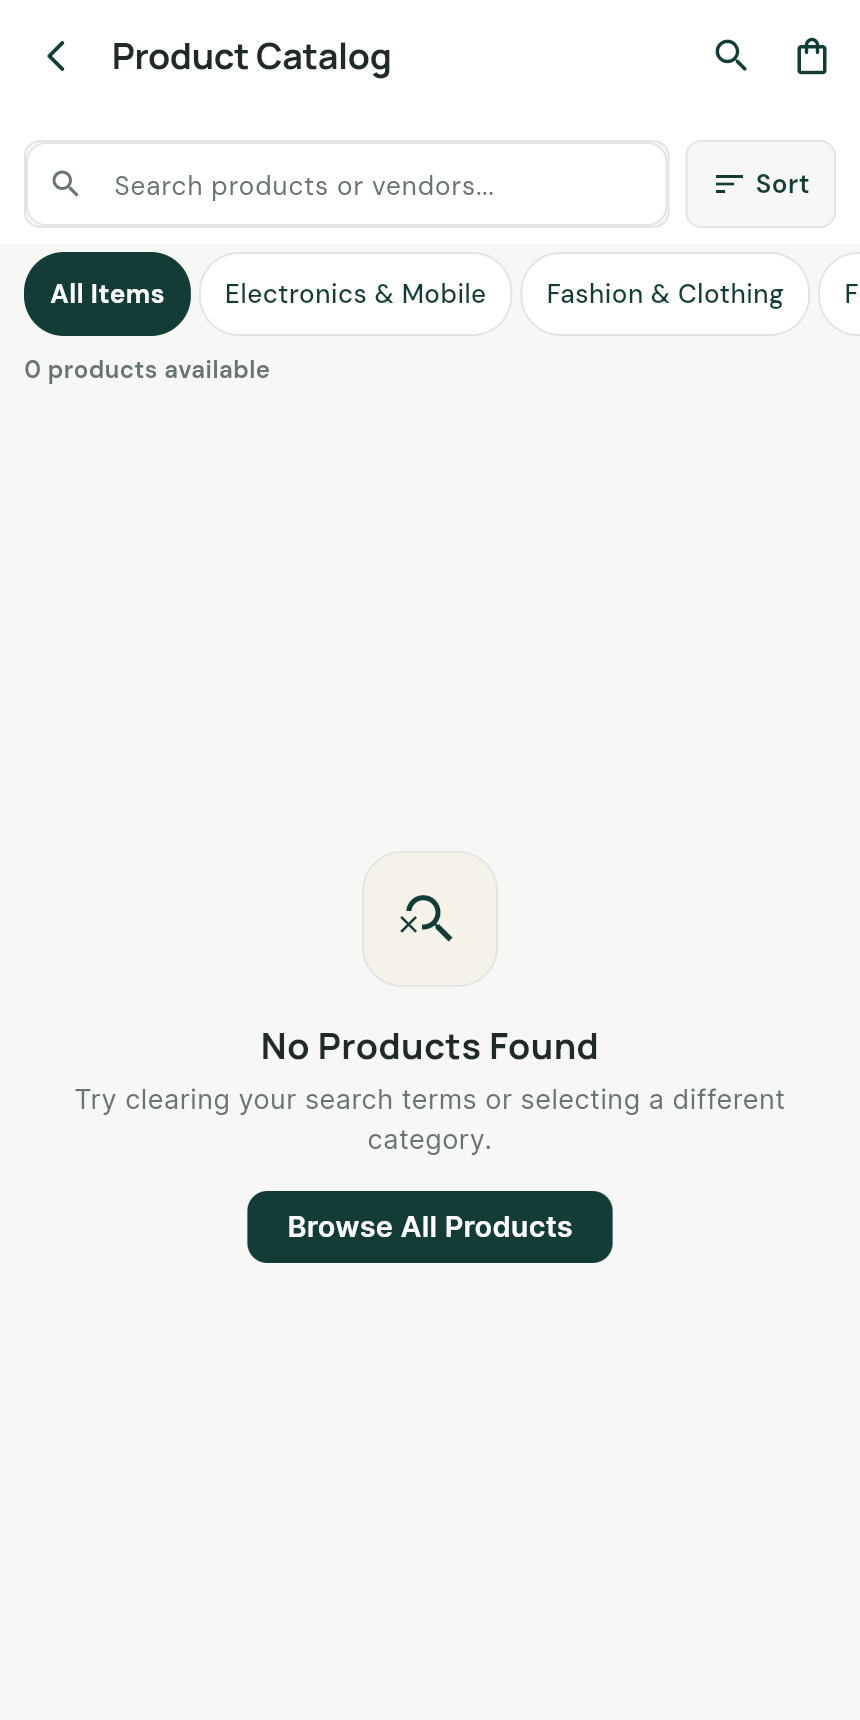 Product Catalog
Search products or vendors...
Sort
All Items
Electronics & Mobile
Fashion & Clothing
F
0 products available
No Products Found
Try clearing your search terms or selecting a different
category.
Browse All Products